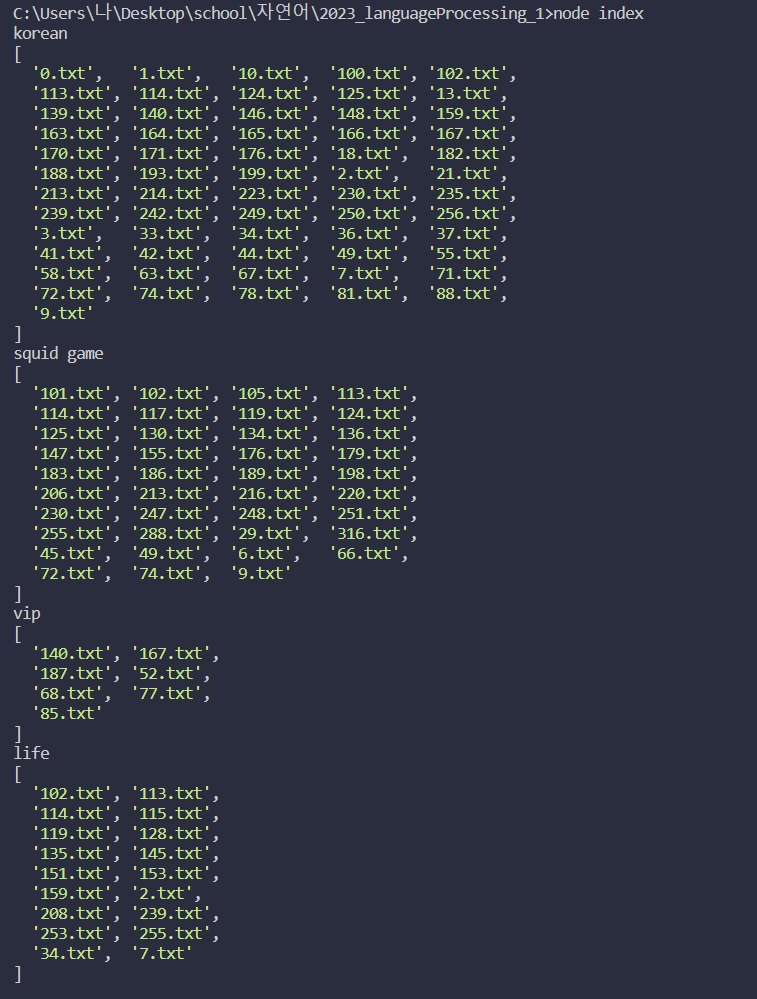 C:\Users\나\Desktop\school\자연어\2023_languageProcessing_1>node index
korean
[
  '0.txt',   '1.txt',   '10.txt',  '100.txt', '102.txt',
  '113.txt', '114.txt', '124.txt', '125.txt', '13.txt',
  '139.txt', '140.txt', '146.txt', '148.txt', '159.txt',
  '163.txt', '164.txt', '165.txt', '166.txt', '167.txt',
  '170.txt', '171.txt', '176.txt', '18.txt',  '182.txt',
  '188.txt', '193.txt', '199.txt', '2.txt',   '21.txt',
  '213.txt', '214.txt', '223.txt', '230.txt', '235.txt',
  '239.txt', '242.txt', '249.txt', '250.txt', '256.txt',
  '3.txt',   '33.txt',  '34.txt',  '36.txt',  '37.txt',
  '41.txt',  '42.txt',  '44.txt',  '49.txt',  '55.txt',
  '58.txt',  '63.txt',  '67.txt',  '7.txt',   '71.txt',
  '72.txt',  '74.txt',  '78.txt',  '81.txt',  '88.txt',
  '9.txt'
]
squid game
[
  '101.txt', '102.txt', '105.txt', '113.txt',
  '114.txt', '117.txt', '119.txt', '124.txt',
  '125.txt', '130.txt', '134.txt', '136.txt',
  '147.txt', '155.txt', '176.txt', '179.txt',
  '183.txt', '186.txt', '189.txt', '198.txt',
  '206.txt', '213.txt', '216.txt', '220.txt',
  '230.txt', '247.txt', '248.txt', '251.txt',
  '255.txt', '288.txt', '29.txt',  '316.txt',
  '45.txt',  '49.txt',  '6.txt',   '66.txt',
  '72.txt',  '74.txt',  '9.txt'
]
vip
[
  '140.txt', '167.txt',
  '187.txt', '52.txt',
  '68.txt',  '77.txt',
  '85.txt'
]
life
[
  '102.txt', '113.txt',
  '114.txt', '115.txt',
  '119.txt', '128.txt',
  '135.txt', '145.txt',
  '151.txt', '153.txt',
  '159.txt', '2.txt',
  '208.txt', '239.txt',
  '253.txt', '255.txt',
  '34.txt',  '7.txt'
]